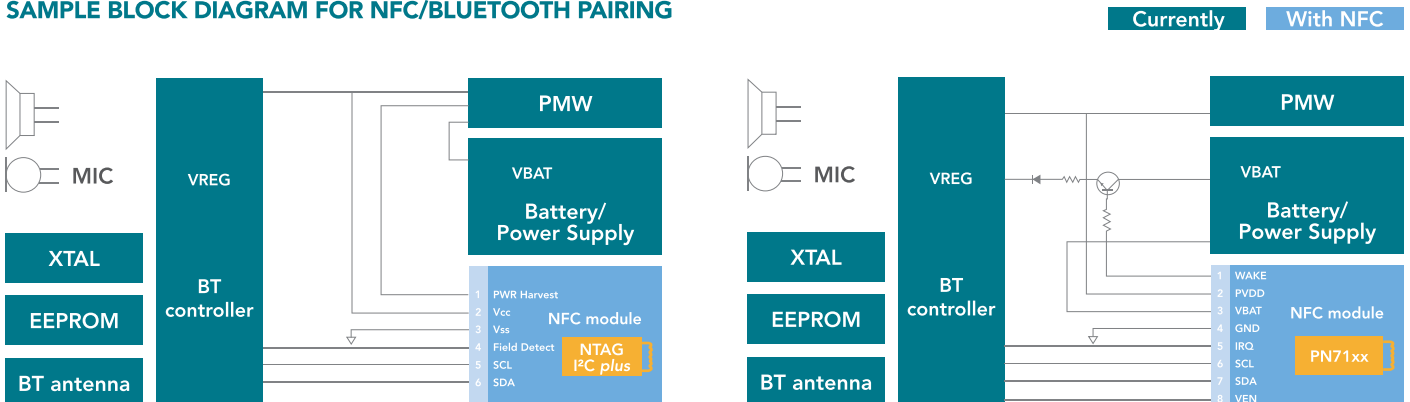 SAMPLE BLOCK DIAGRAM FOR NFC/BLUETOOTH PAIRING
Currently
With NFC
MIC
XTAL
EEPROM
BT antenna
VREG
BT
controller
PMW
VBAT
Battery/
Power Supply
1 PWR Harvest
2 Vcc
3 Vss
4 Field Detect
5 SCL
6 SDA
NFC module
NTAG
I²C plus
MIC
XTAL
EEPROM
BT antenna
VREG
BT
controller
PMW
VBAT
Battery/
Power Supply
1 WAKE
2 PVDD
3 VBAT
4 GND
5 IRQ
6 SCL
7 SDA
8 VEN
NFC module
PN71xx